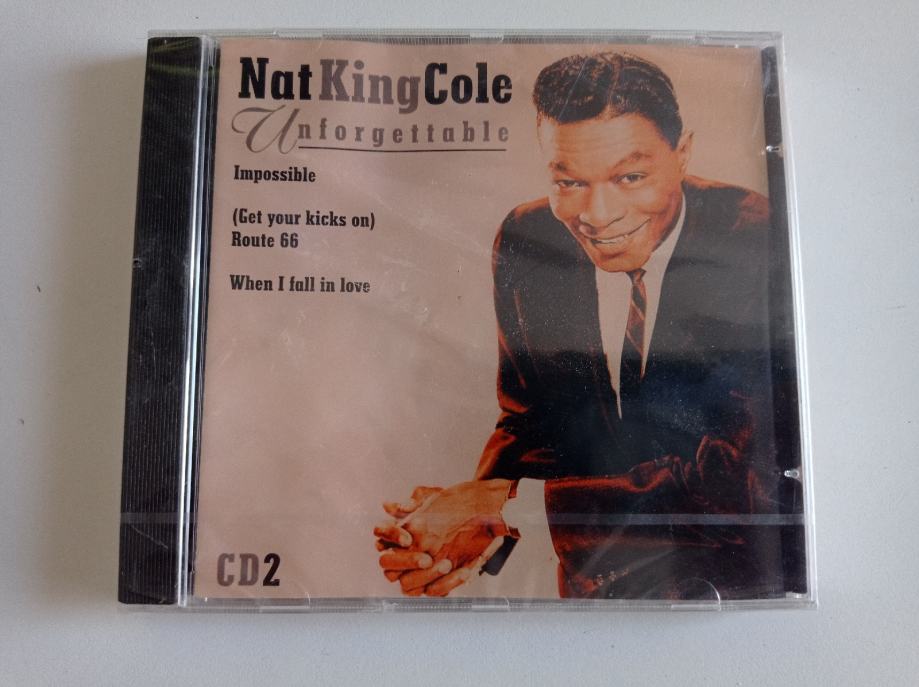 Nat King Cole
Unforgettable
Impossible
(Get your kicks on)
Route 66
When I fall in love
CD2